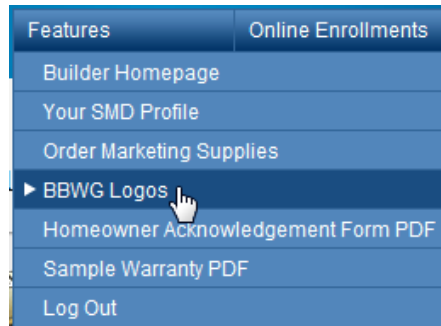 Features Online Enrollments
Builder Homepage
Your SMD Profile
Order Marketing Supplies
BBWG Logos
Homeowner Acknowledgement Form PDF
Sample Warranty PDF
Log Out